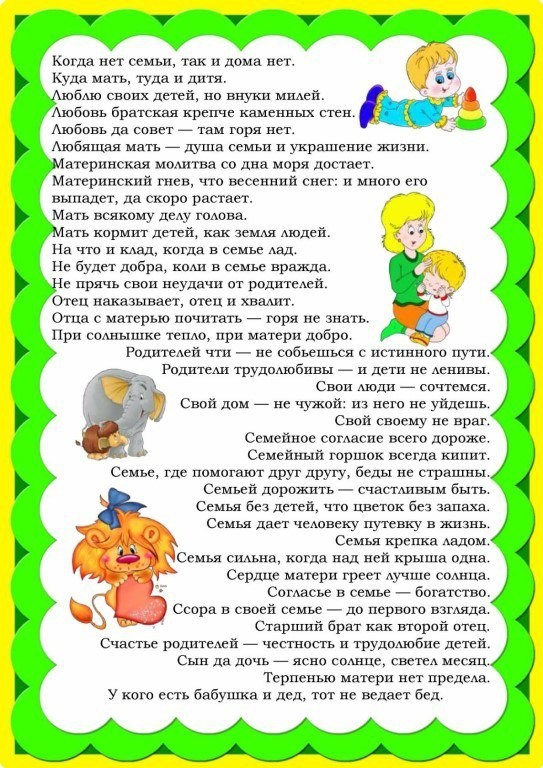 Когда нет семьи, так и дома нет.
Куда мать, туда и дитя.
Люблю своих детей, но внуки милей.
Любовь братская крепче каменных стен.
Любовь да совет — там горя нет.
Любящая мать — душа семьи и украшение жизни.
Материнская молитва со дна моря достает.
Материнский гнев, что весенний снег: и много его
выпадет, да скоро растает.
Мать всякому делу голова.
Мать кормит детей, как земля людей.
На что и клад, когда в семье лад.
Не будет добра, коли в семье вражда.
Не прячь свои неудачи от родителей.
Отец наказывает, отец и хвалит.
Отца с матерью почитать — горя не знать.
При солнышке тепло, при матери добро.
Родителей чти — не собьешься с истинного пути.
Родители трудолюбивы — и дети не ленивы.
Свои люди — сочтемся.
Свой дом — не чужой: из него не уйдешь.
Свой своему не враг.
Семейное согласие всего дороже.
Семейный горшок всегда кипит.
Семье, где помогают друг другу, беды не страшны.
Семьей дорожить — счастливым быть.
Семья без детей, что цветок без запаха.
Семья дает человеку путевку в жизнь.
Семья крепка ладом.
Семья сильна, когда над ней крыша одна.
Сердце матери греет лучше солнца.
Согласье в семье — богатство.
Ссора в своей семье — до первого взгляда.
Старший брат как второй отец.
Счастье родителей — честность и трудолюбие детей.
Сын да дочь — ясно солнце, светел месяц.
Терпенью матери нет предела.
У кого есть бабушка и дед, тот не ведает бед.